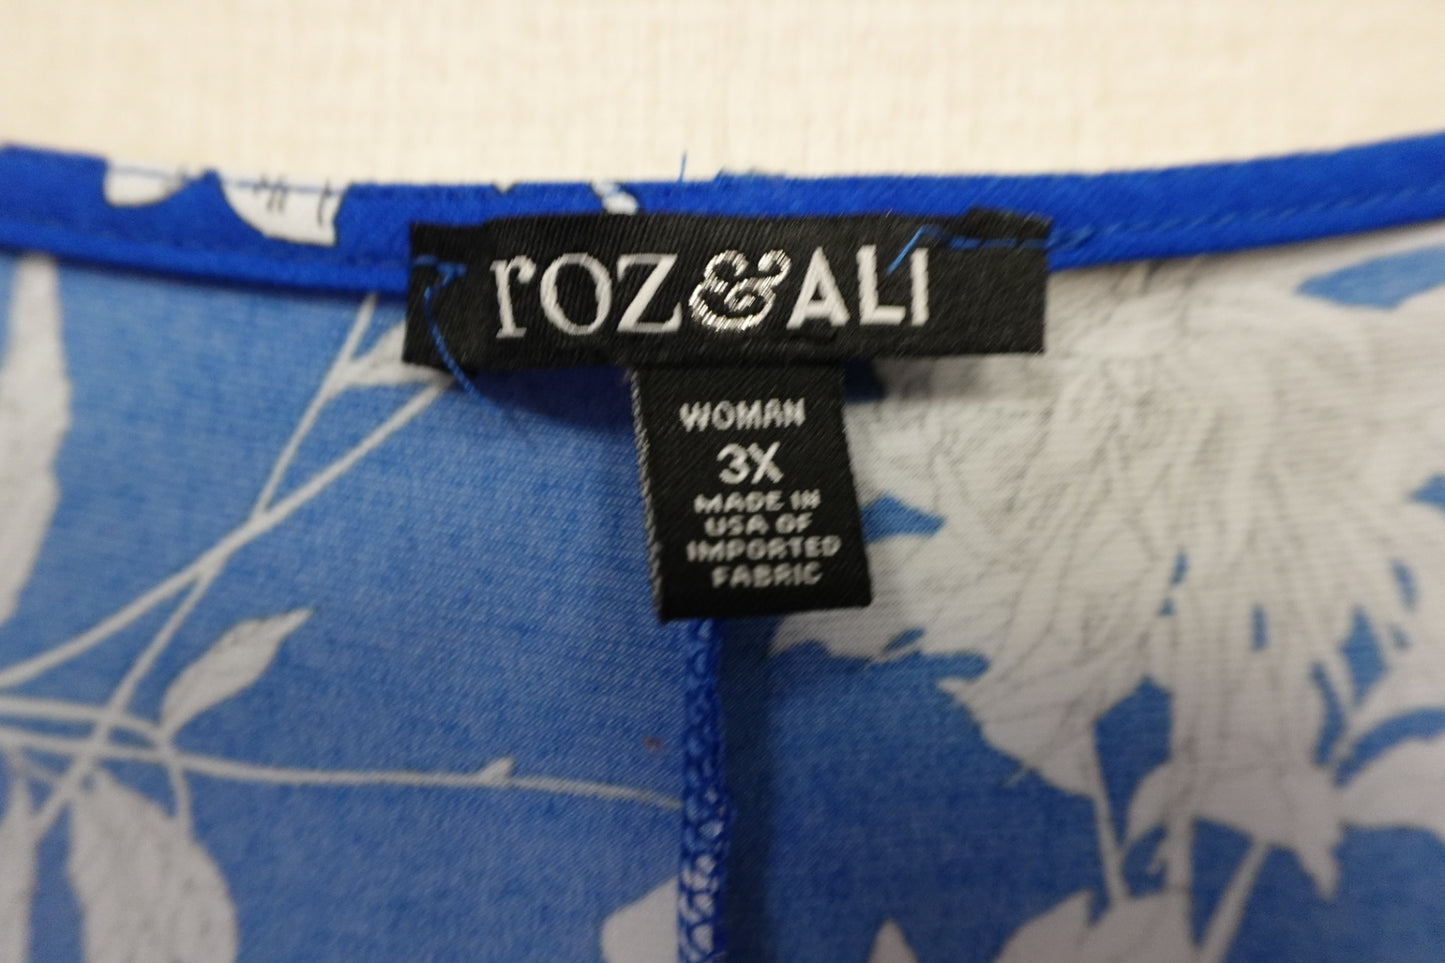 roz&ALI
WOMAN
3X
MADE IN
USA OF
IMPORTED
FABRIC